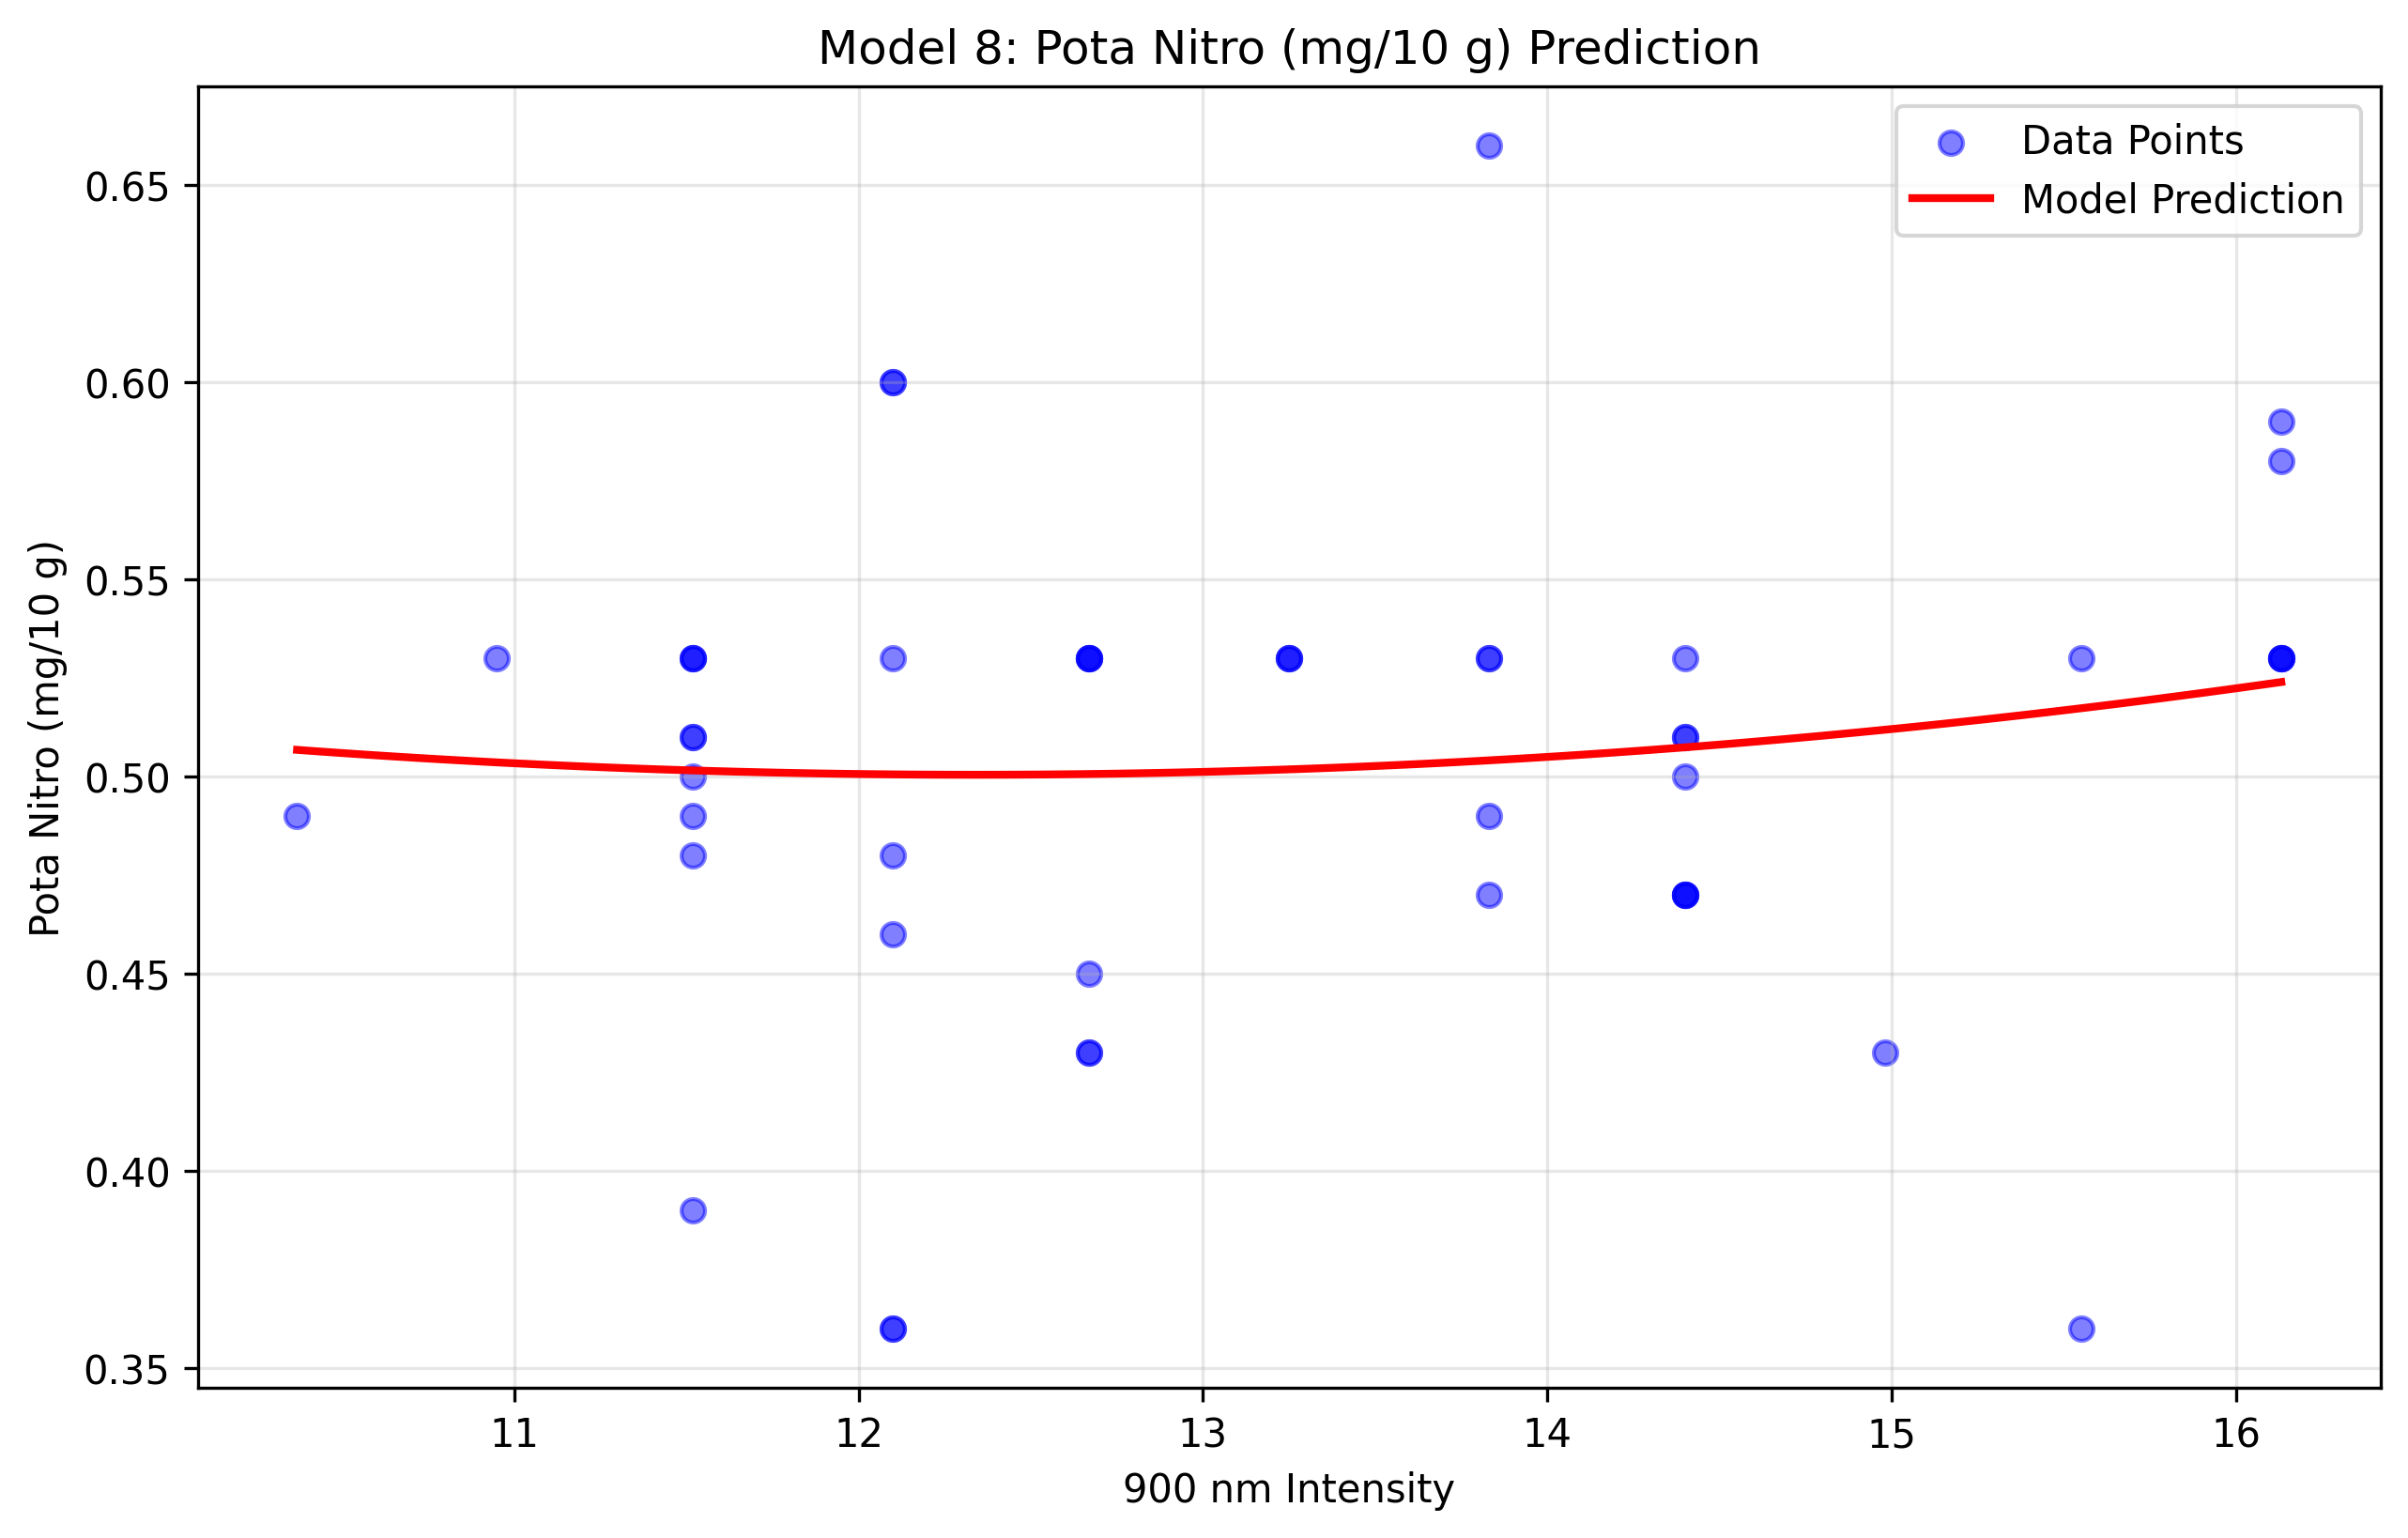 Model 8: Pota Nitro (mg/10 g) Prediction
Data Points
Model Prediction
Pota Nitro (mg/10 g)
0.65
0.60
0.55
0.50
0.45
0.40
0.35
11 12 13 14 15 16
900 nm Intensity